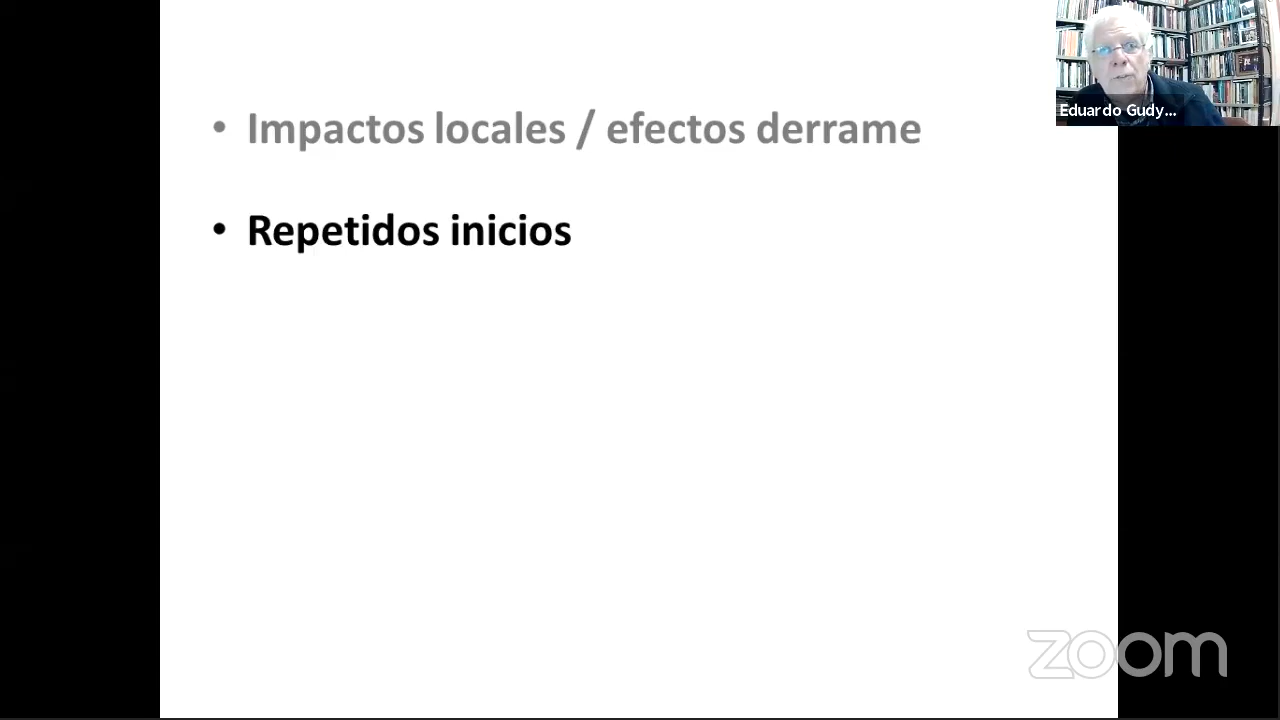 • Impactos locales / efectos derrame
• Repetidos inicios
Eduardo Gudy...
zoom